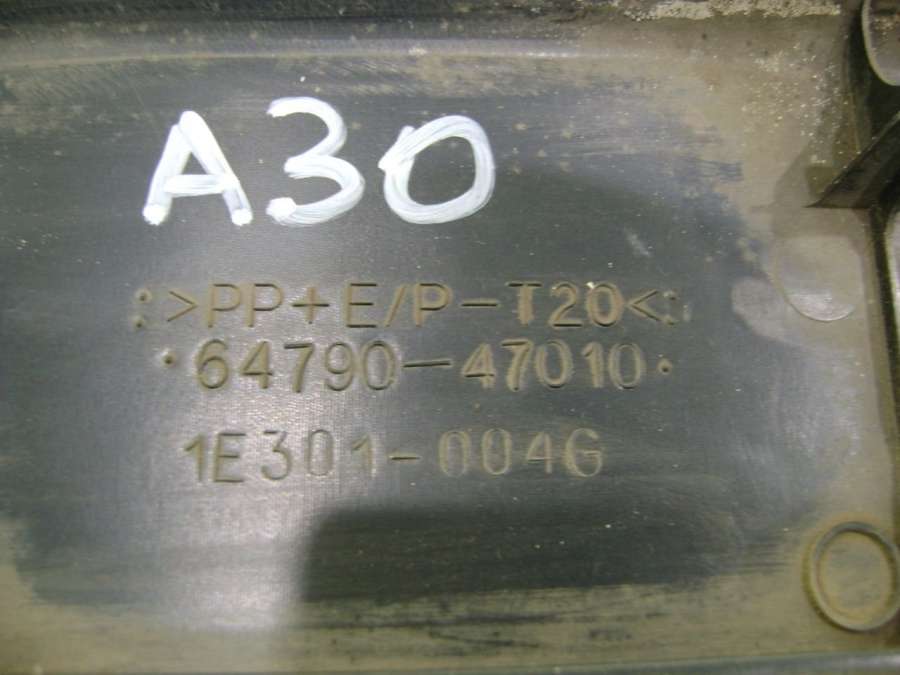 A30
:>PP+E/P-T20<:
·64790-47010·
1E301-004G